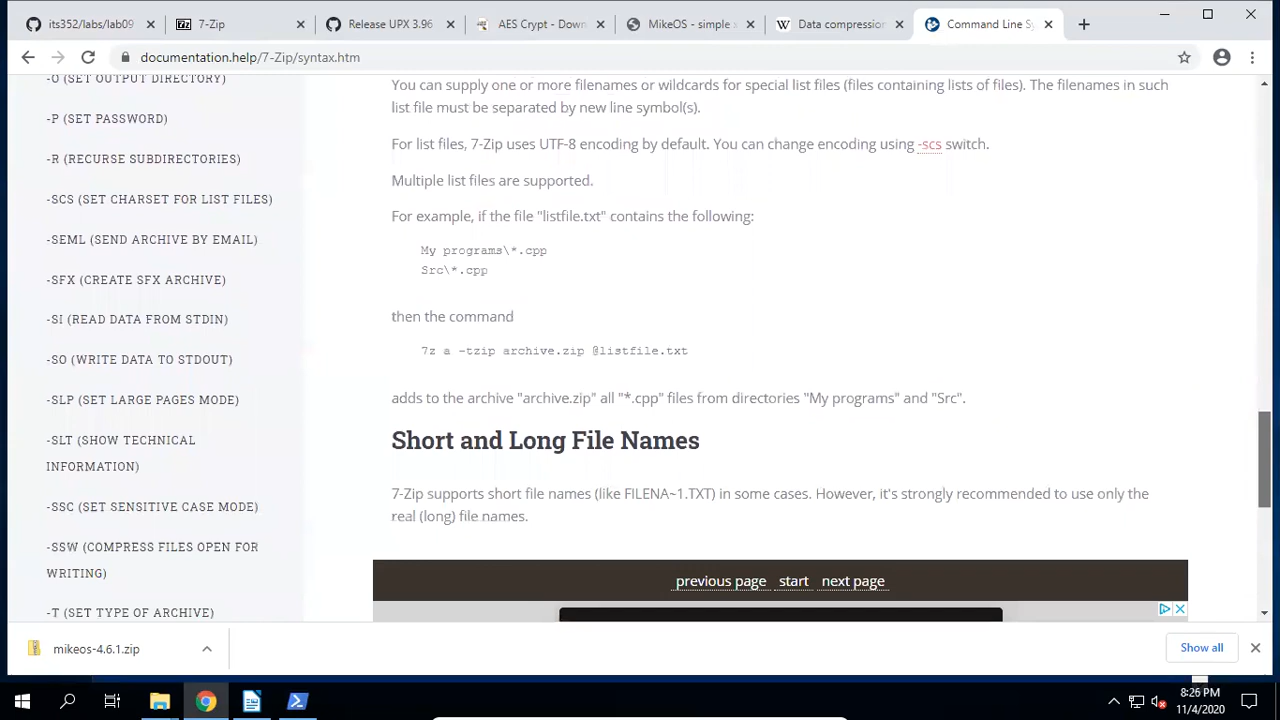 its352/labs/lab09
7z 7-Zip
Release UPX 3.96
AES Crypt - Down
MikeOS - simple x
W Data compression
Command Line Sy
documentation.help/7-Zip/syntax.htm
-O (SET OUTPUT DIRECTORY)
-P (SET PASSWORD)
-R (RECURSE SUBDIRECTORIES)
-SCS (SET CHARSET FOR LIST FILES)
-SEML (SEND ARCHIVE BY EMAIL)
-SFX (CREATE SFX ARCHIVE)
-SI (READ DATA FROM STDIN)
-SO (WRITE DATA TO STDOUT)
-SLP (SET LARGE PAGES MODE)
-SLT (SHOW TECHNICAL
INFORMATION)
-SSC (SET SENSITIVE CASE MODE)
-SSW (COMPRESS FILES OPEN FOR
WRITING)
-T (SET TYPE OF ARCHIVE)
You can supply one or more filenames or wildcards for special list files (files containing lists of files). The filenames in such
list file must be separated by new line symbol(s).
For list files, 7-Zip uses UTF-8 encoding by default. You can change encoding using -scs switch.
Multiple list files are supported.
For example, if the file "listfile.txt" contains the following:
My programs\*.cpp
Src\*.cpp
then the command
7z a -tzip archive.zip @listfile.txt
adds to the archive "archive.zip" all "*.cpp" files from directories "My programs" and "Src".
Short and Long File Names
7-Zip supports short file names (like FILENA~1.TXT) in some cases. However, it's strongly recommended to use only the
real (long) file names.
previous page start next page
mikeos-4.6.1.zip
Show all
8:26 PM
11/4/2020